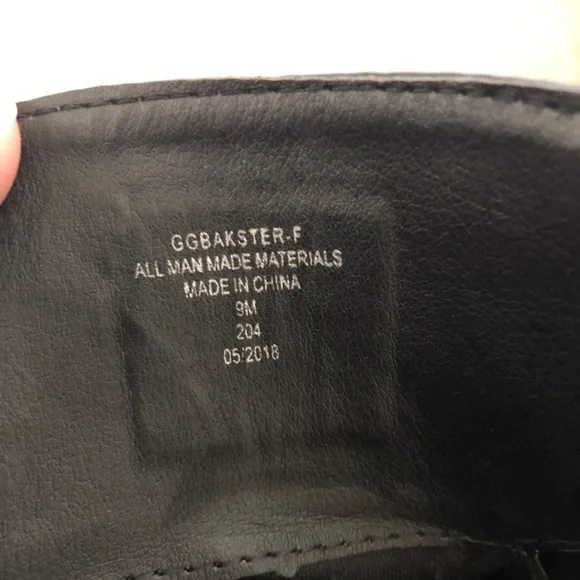 GGBAKSTER-F
ALL MAN MADE MATERIALS
MADE IN CHINA
9M
204
05/2018